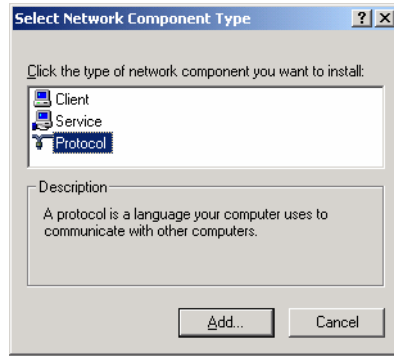 Select Network Component Type
Click the type of network component you want to install:
Client
Service
Protocol
Description
A protocol is a language your computer uses to
communicate with other computers.
Add... Cancel